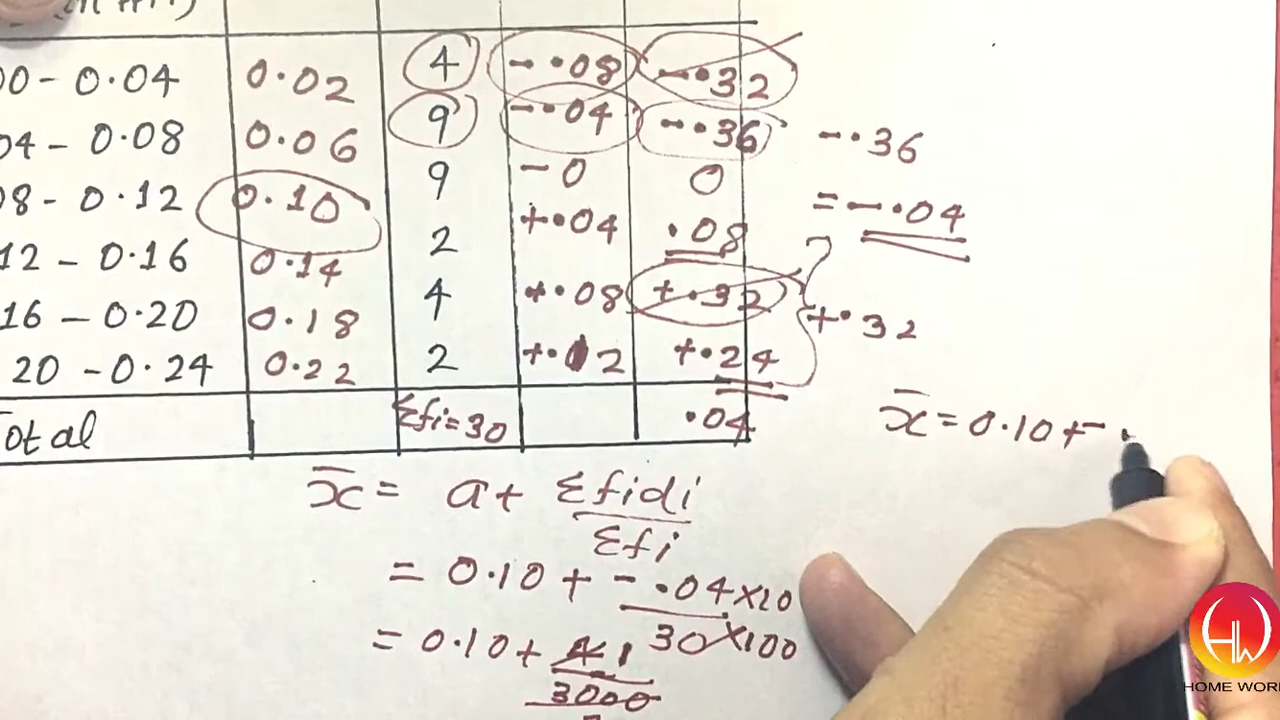 00 - 0.04 0.02 4 - .08 - .32
04 - 0.08 0.06 9 - .04 - .36 - .36
08 - 0.12 0.10 9 - 0 0 = - .04
12 - 0.16 0.14 2 + .04 .08
16 - 0.20 0.18 4 + .08 + .32 + .32
20 - 0.24 0.22 2 + .12 + .24
Total Σfi = 30 .04 x̄ = 0.10 + - .
x̄ = a + Σfidi / Σfi
= 0.10 + - .04 × 10 / 30 × 100
= 0.10 + 4 1 / 3000
HOME WOR